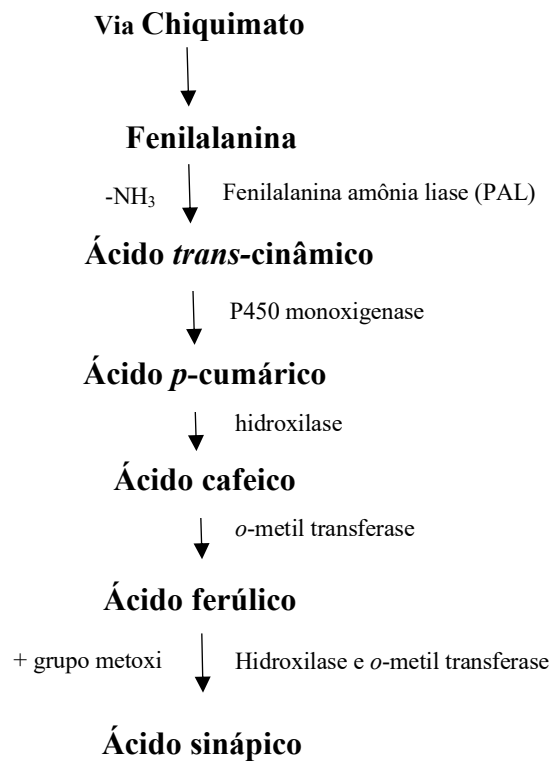 Via Chiquimato
Fenilalanina
-NH₃ Fenilalanina amônia liase (PAL)
Ácido trans-cinâmico
P450 monoxigenase
Ácido p-cumárico
hidroxilase
Ácido cafeico
o-metil transferase
Ácido ferúlico
+ grupo metoxi Hidroxilase e o-metil transferase
Ácido sinápico